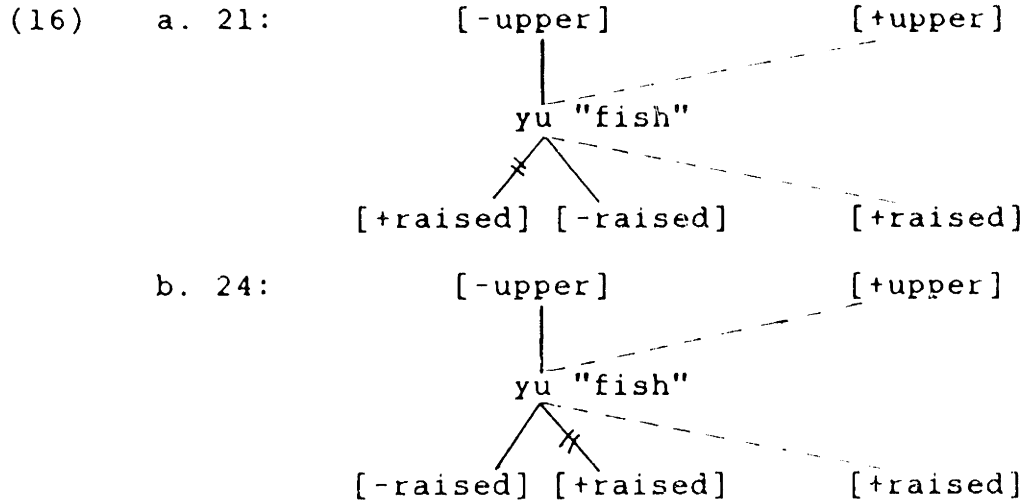 (16) a. 21: [-upper] [+upper]
yu "fish"
[+raised] [-raised] [+raised]
b. 24: [-upper] [+upper]
yu "fish"
[-raised] [+raised] [+raised]